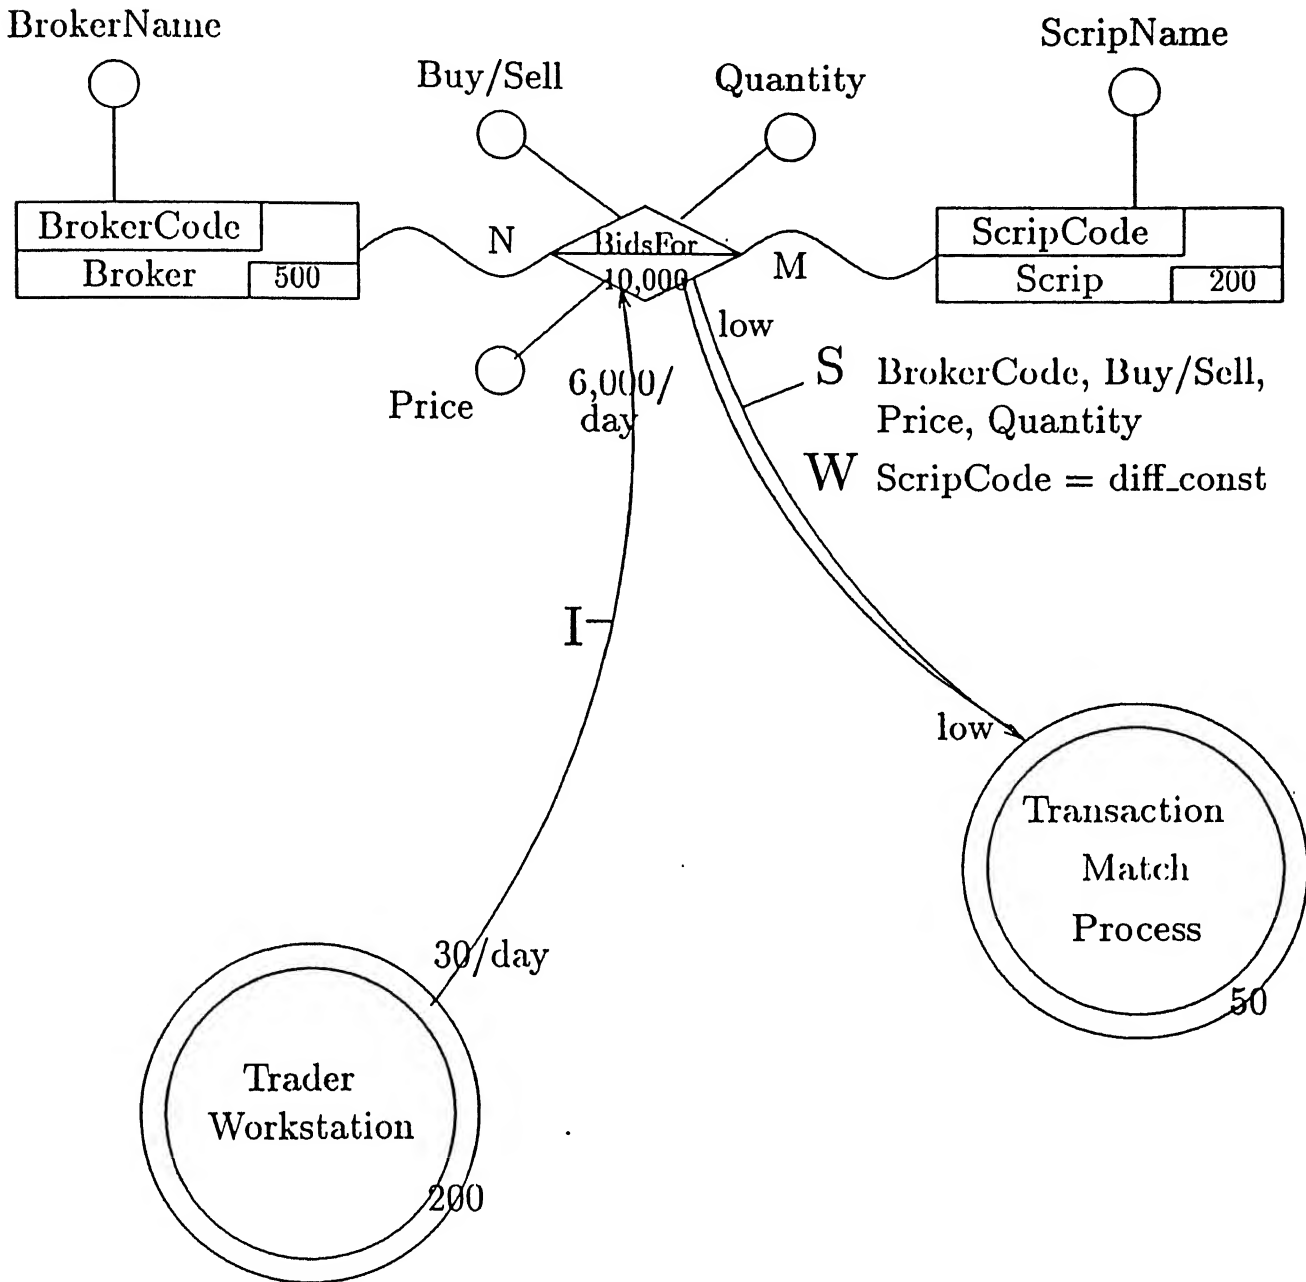 BrokerName
ScripName
Buy/Sell
Quantity
BrokerCode
Broker
500
N
BidsFor
10,000
M
ScripCode
Scrip
200
low
Price
6,000/
day
S BrokerCode, Buy/Sell,
Price, Quantity
W ScripCode = diff_const
I
low
Transaction
Match
Process
50
30/day
Trader
Workstation
200